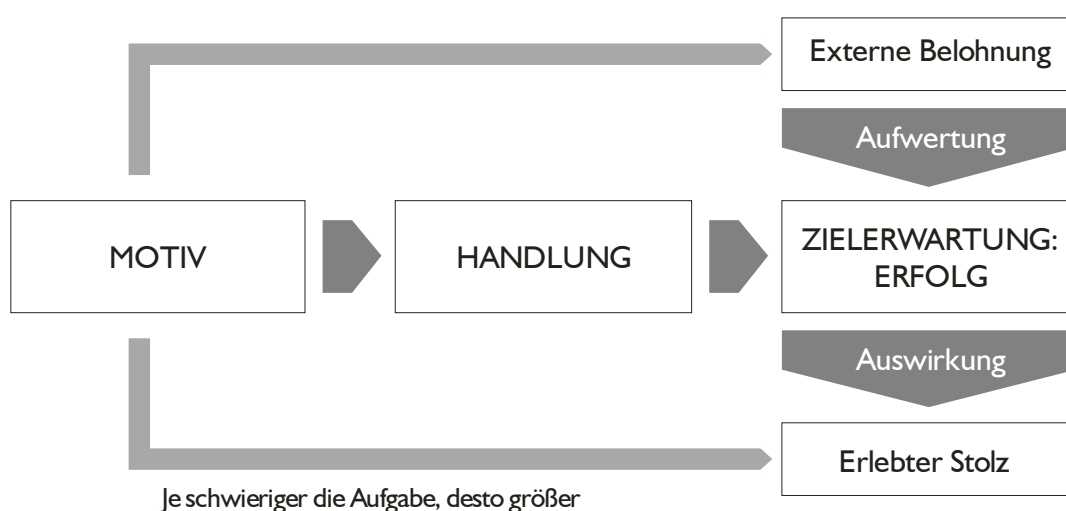 Externe Belohnung
Aufwertung
MOTIV
HANDLUNG
ZIELERWARTUNG:
ERFOLG
Auswirkung
Erlebter Stolz
Je schwieriger die Aufgabe, desto größer